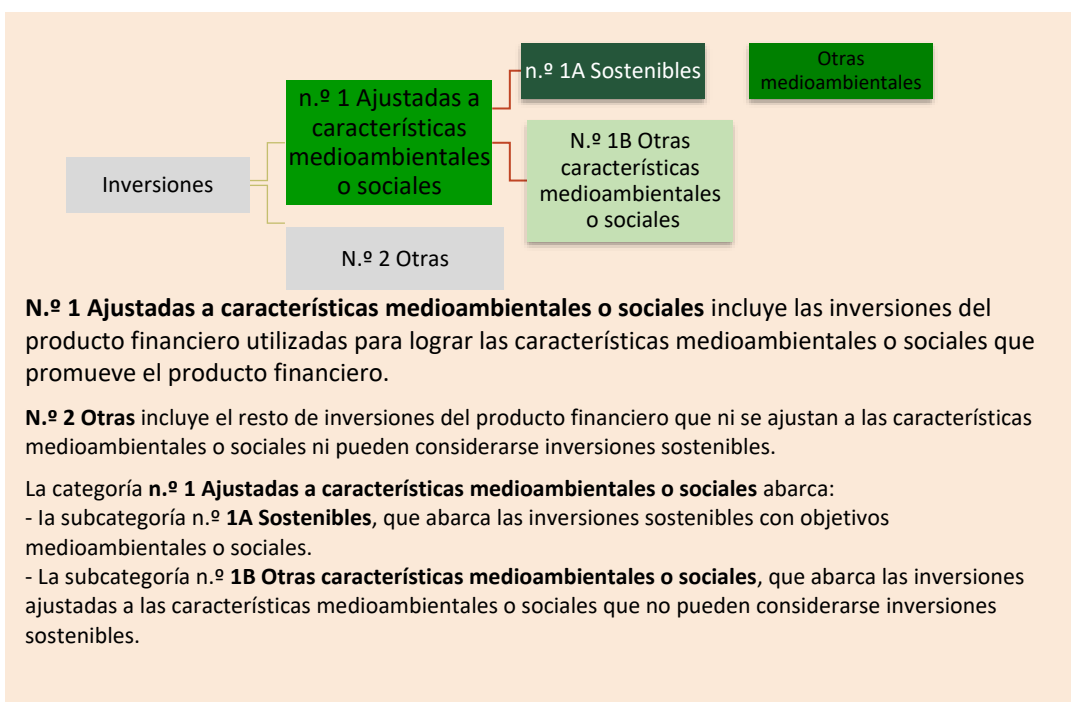 n.º 1A Sostenibles
Otras
medioambientales
n.º 1 Ajustadas a
características
medioambientales
o sociales
N.º 1B Otras
características
medioambientales
o sociales
Inversiones
N.º 2 Otras
N.º 1 Ajustadas a características medioambientales o sociales incluye las inversiones del
producto financiero utilizadas para lograr las características medioambientales o sociales que
promueve el producto financiero.
N.º 2 Otras incluye el resto de inversiones del producto financiero que ni se ajustan a las características
medioambientales o sociales ni pueden considerarse inversiones sostenibles.
La categoría n.º 1 Ajustadas a características medioambientales o sociales abarca:
- la subcategoría n.º 1A Sostenibles, que abarca las inversiones sostenibles con objetivos
medioambientales o sociales.
- La subcategoría n.º 1B Otras características medioambientales o sociales, que abarca las inversiones
ajustadas a las características medioambientales o sociales que no pueden considerarse inversiones
sostenibles.